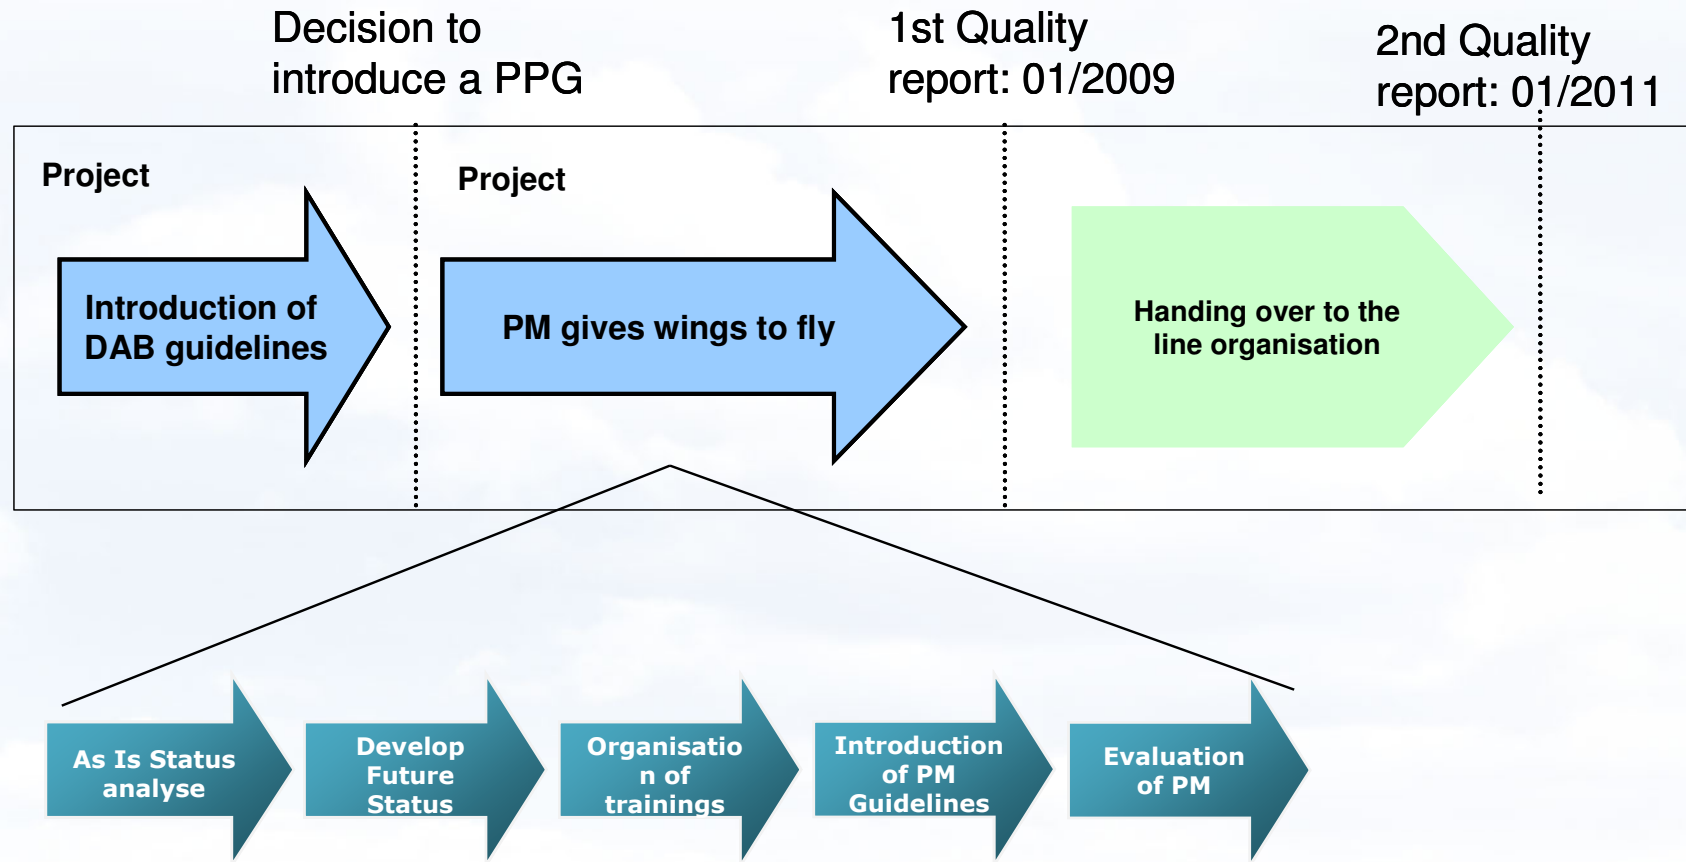 Decision to
introduce a PPG
1st Quality
report: 01/2009
2nd Quality
report: 01/2011
Project
Project
Introduction of
DAB guidelines
PM gives wings to fly
Handing over to the
line organisation
As Is Status
analyse
Develop
Future
Status
Organisatio
n of
trainings
Introduction
of PM
Guidelines
Evaluation
of PM